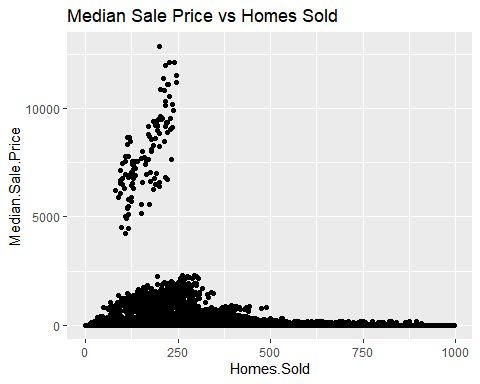 Median Sale Price vs Homes Sold
10000
5000
0
Median.Sale.Price
0 250 500 750 1000
Homes.Sold